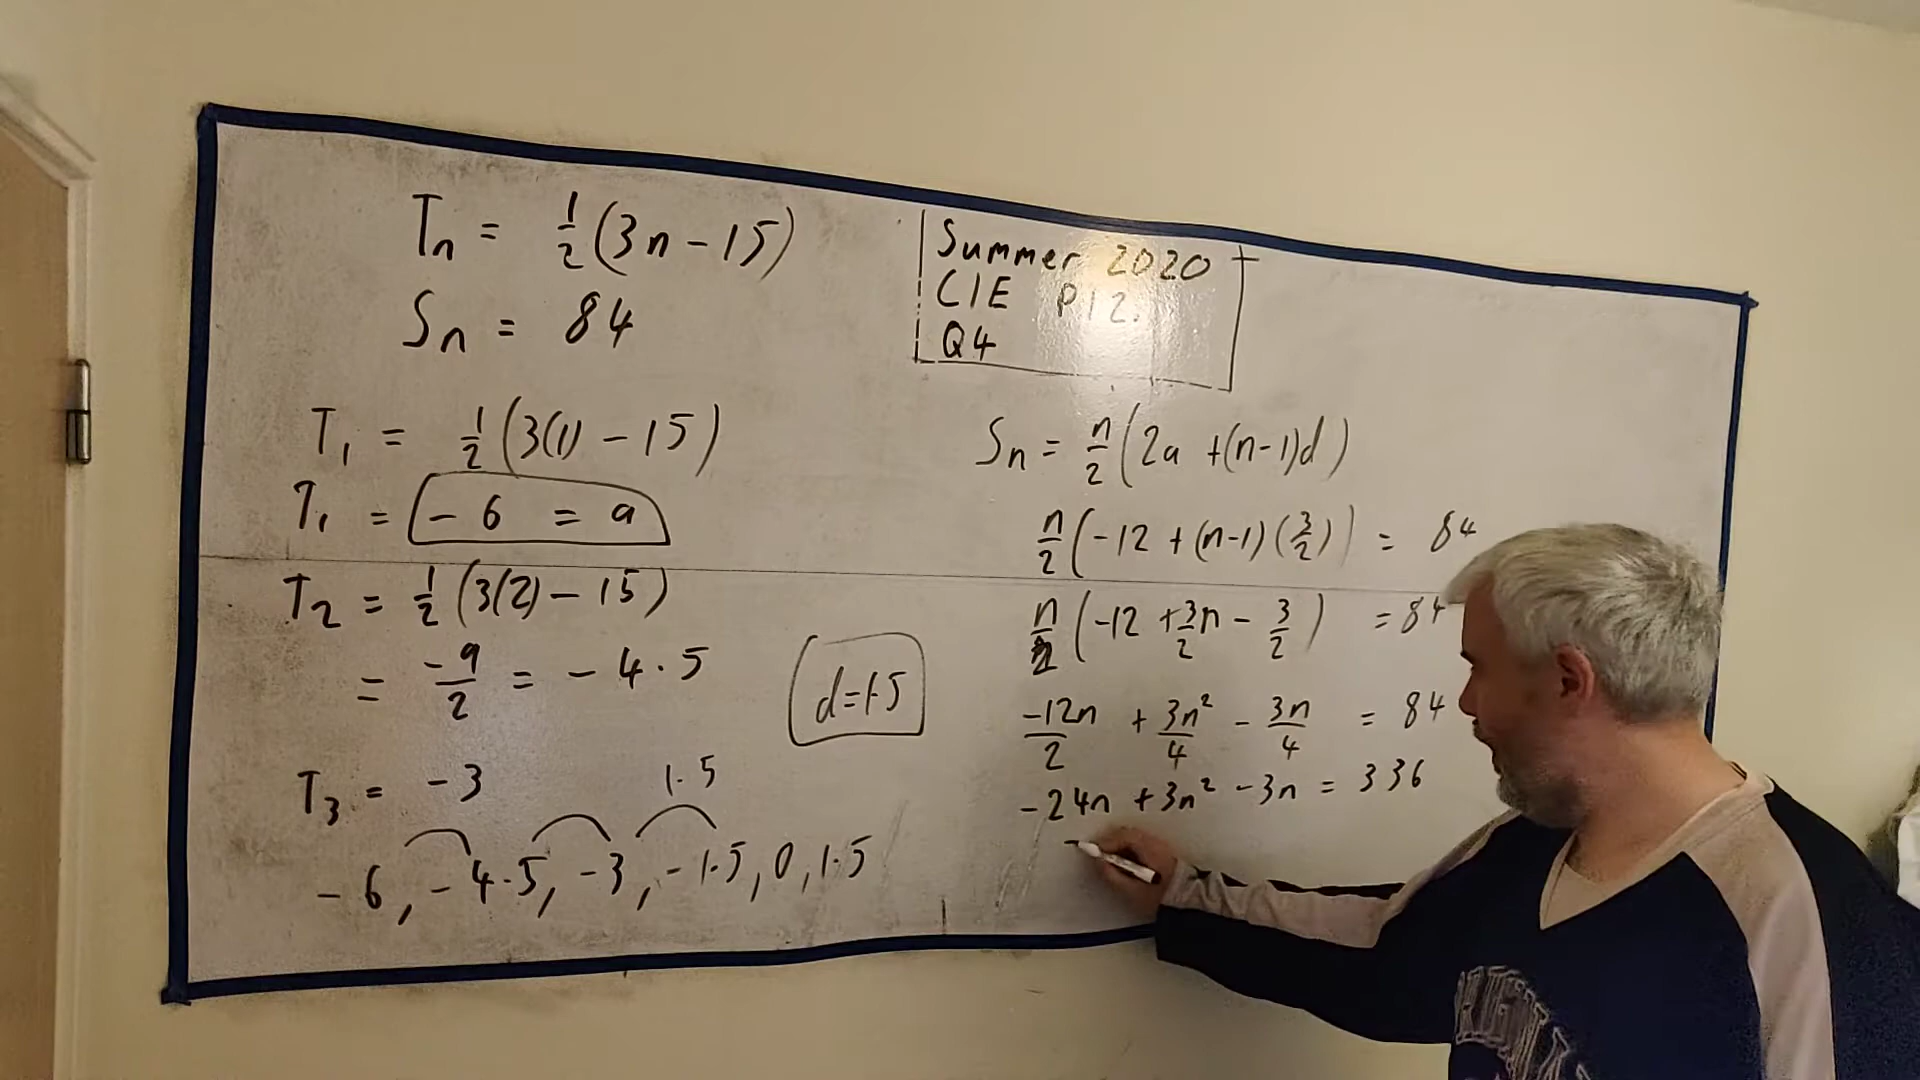 Tn = 1/2 (3n - 15)
Sn = 84
Summer 2020
CIE P12.
Q4
T1 = 1/2 (3(1) - 15)
T1 = - 6 = a
T2 = 1/2 (3(2) - 15)
= -9/2 = - 4.5
d=1.5
T3 = - 3
1.5
- 6, - 4.5, - 3, - 1.5, 0, 1.5
Sn = n/2 (2a + (n-1)d)
n/2 (-12 + (n-1) (3/2)) = 84
n/2 (-12 + 3/2 n - 3/2) = 84
-12n/2 + 3n²/4 - 3n/4 = 84
-24n + 3n² - 3n = 336